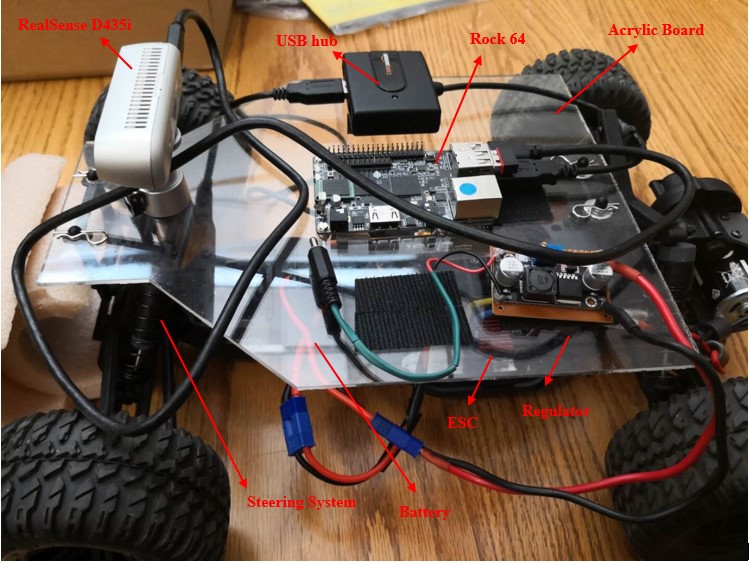 RealSense D435i
USB hub
Rock 64
Acrylic Board
ESC
Regulator
Steering System
Battery